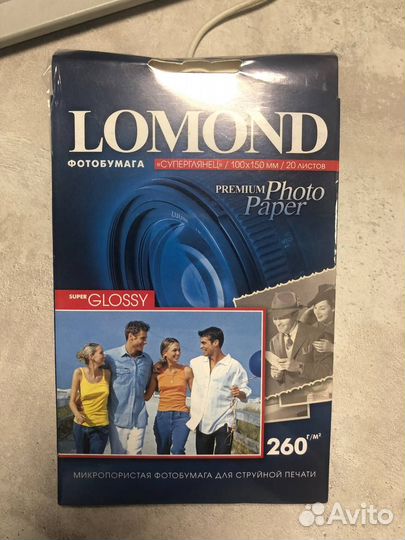 LOMOND
ФОТОБУМАГА «СУПЕРГЛЯНЕЦ» / 100x150 мм / 20 листов
PREMIUM Photo
Paper
SUPER GLOSSY
260 г/м²
МИКРОПОРИСТАЯ ФОТОБУМАГА ДЛЯ СТРУЙНОЙ ПЕЧАТИ
Avito